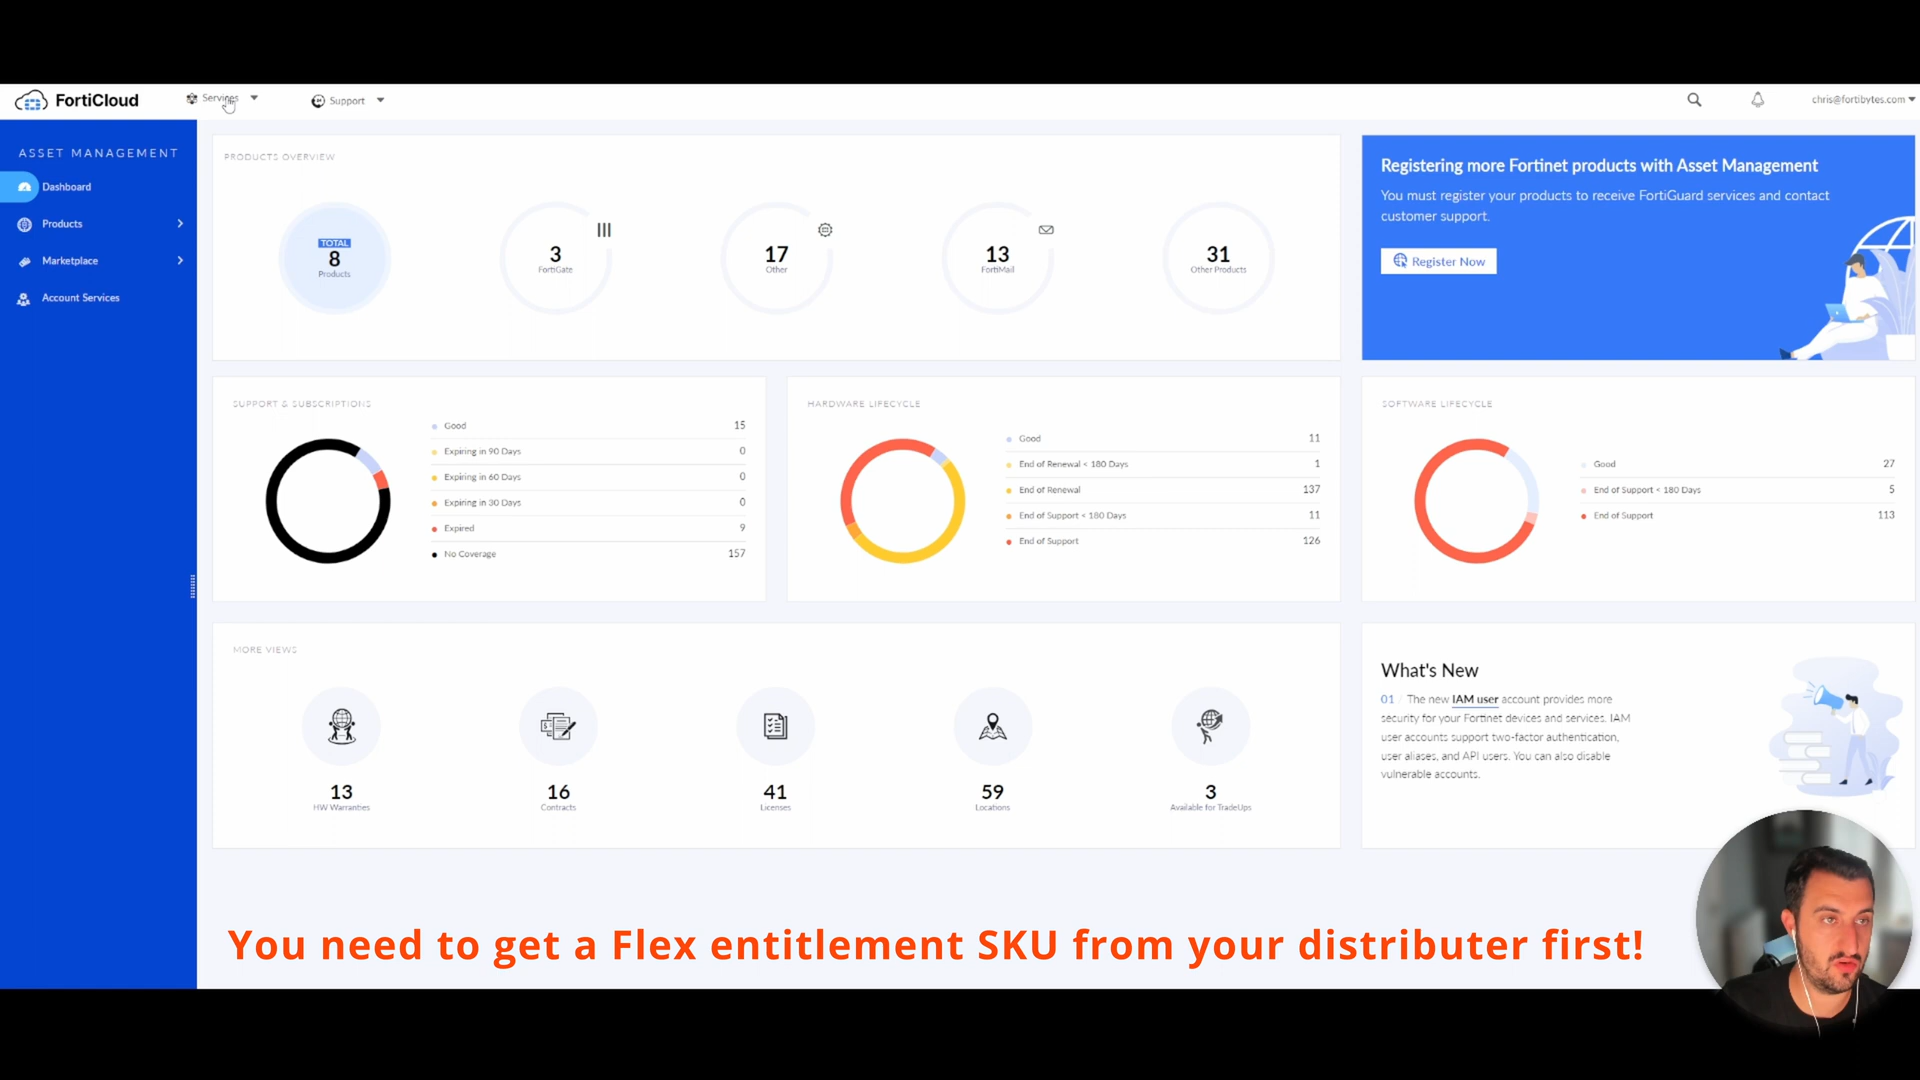 FortiCloud
Services
Support
chris@fortibytes.com
ASSET MANAGEMENT
Dashboard
Products
Marketplace
Account Services
PRODUCTS OVERVIEW
TOTAL
8
Products
3
FortiGate
17
Other
13
FortiMail
31
Other Products
Registering more Fortinet products with Asset Management
You must register your products to receive FortiGuard services and contact
customer support.
Register Now
SUPPORT & SUBSCRIPTIONS
Good 15
Expiring in 90 Days 0
Expiring in 60 Days 0
Expiring in 30 Days 0
Expired 9
No Coverage 157
HARDWARE LIFECYCLE
Good 11
End of Renewal < 180 Days 1
End of Renewal 137
End of Support < 180 Days 11
End of Support 126
SOFTWARE LIFECYCLE
Good 27
End of Support < 180 Days 5
End of Support 113
MORE VIEWS
13
HW Warranties
16
Contracts
41
Licenses
59
Locations
3
Available for TradeUps
What's New
01 / The new IAM user account provides more
security for your Fortinet devices and services. IAM
user accounts support two-factor authentication,
user aliases, and API users. You can also disable
vulnerable accounts.
You need to get a Flex entitlement SKU from your distributer first!